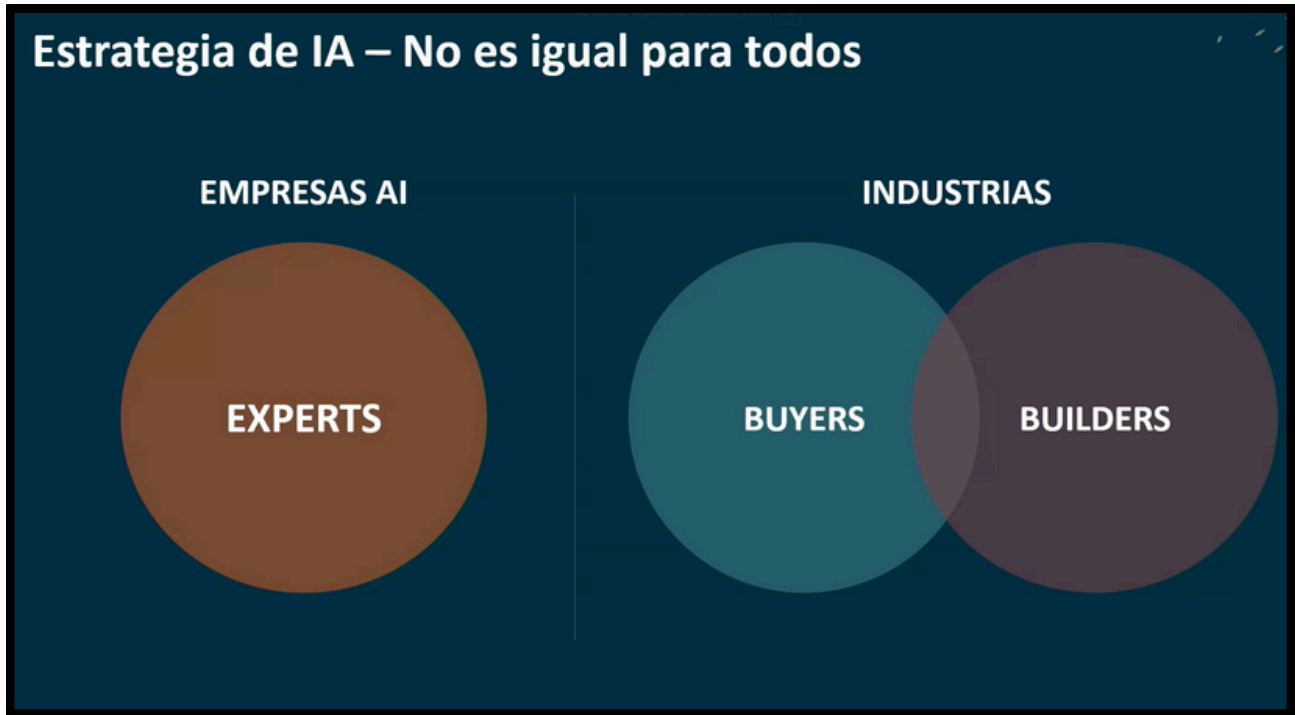 Estrategia de IA – No es igual para todos
EMPRESAS AI
INDUSTRIAS
EXPERTS
BUYERS
BUILDERS